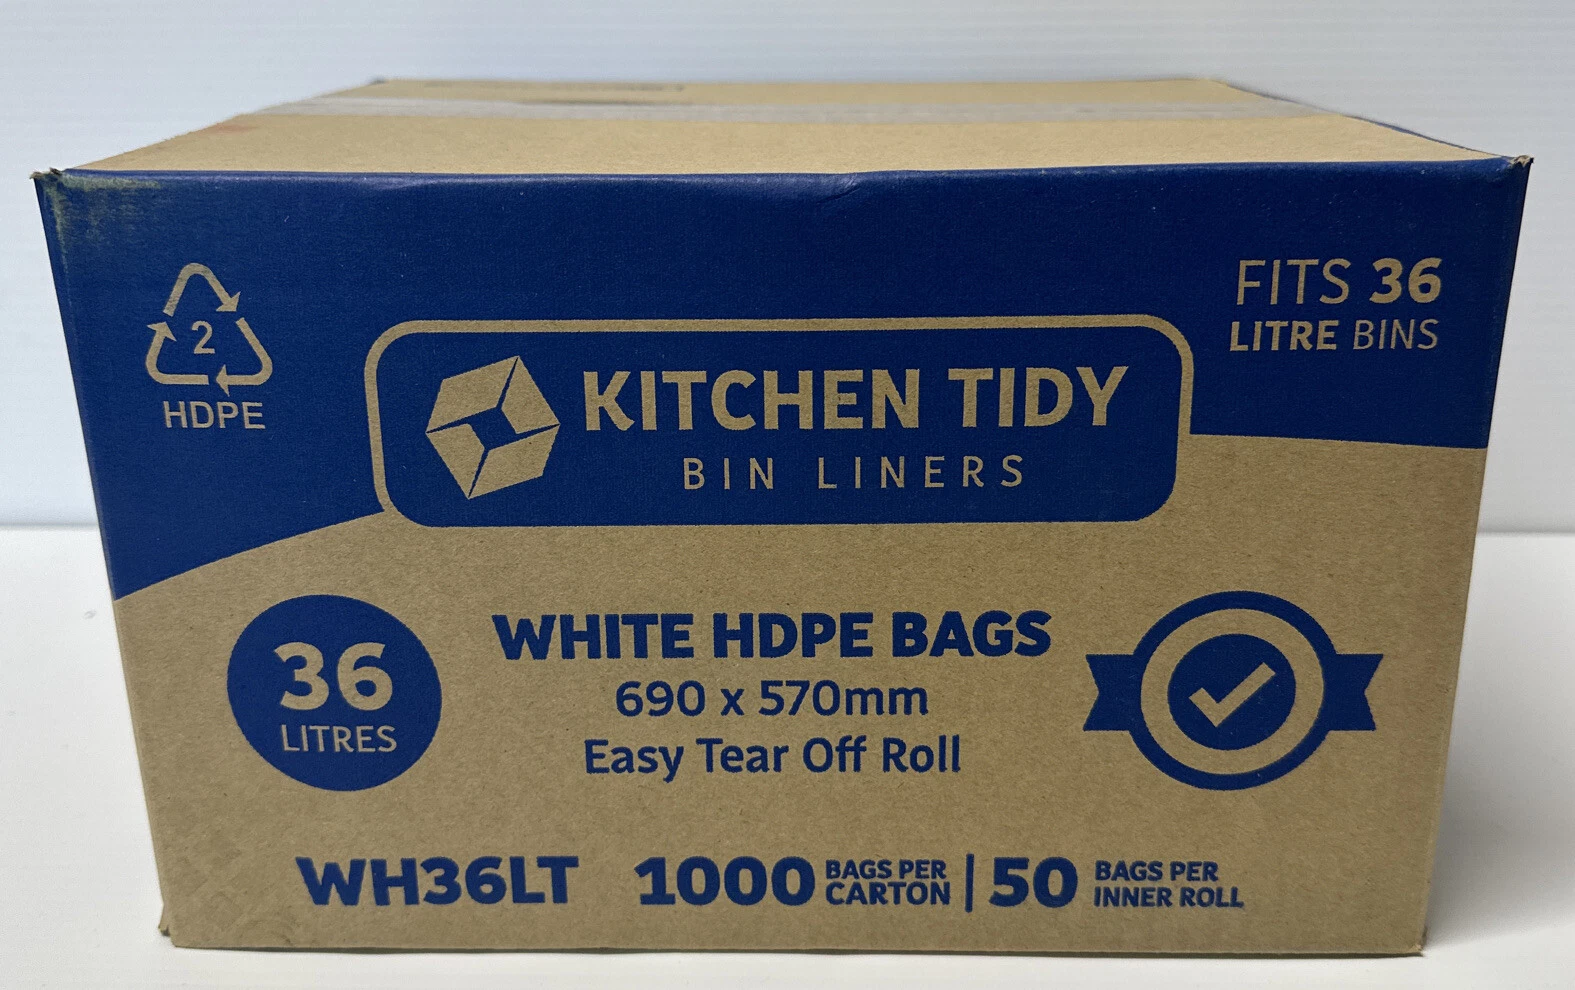 2
HDPE
FITS 36
LITRE BINS
KITCHEN TIDY
BIN LINERS
36
LITRES
WHITE HDPE BAGS
690 x 570mm
Easy Tear Off Roll
WH36LT
1000 BAGS PER
CARTON
50 BAGS PER
INNER ROLL